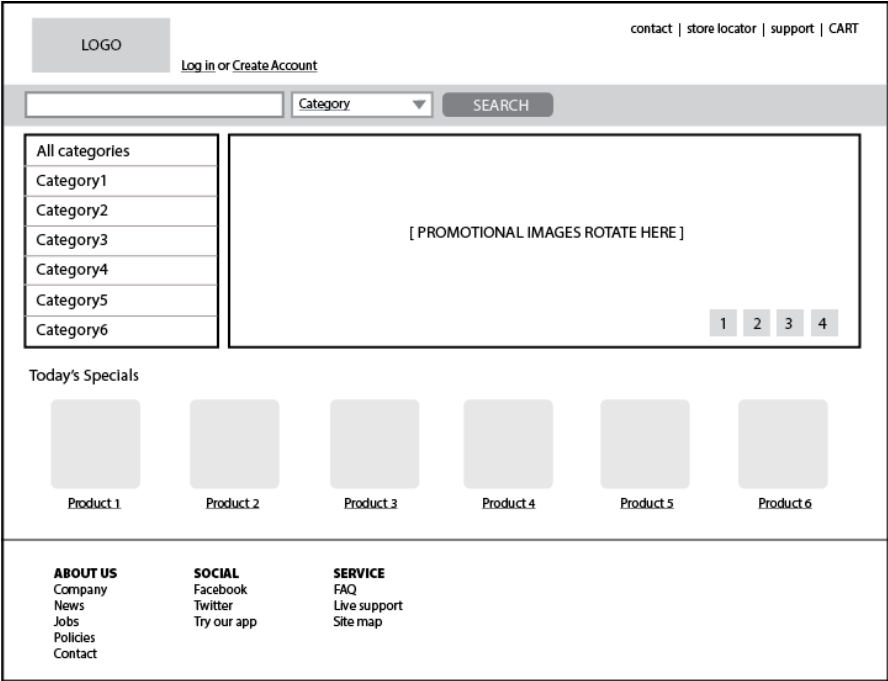 LOGO
contact | store locator | support | CART
Log in or Create Account
Category
SEARCH
All categories
Category1
Category2
Category3
Category4
Category5
Category6
[ PROMOTIONAL IMAGES ROTATE HERE ]
1 2 3 4
Today's Specials
Product 1
Product 2
Product 3
Product 4
Product 5
Product 6
ABOUT US
Company
News
Jobs
Policies
Contact
SOCIAL
Facebook
Twitter
Try our app
SERVICE
FAQ
Live support
Site map